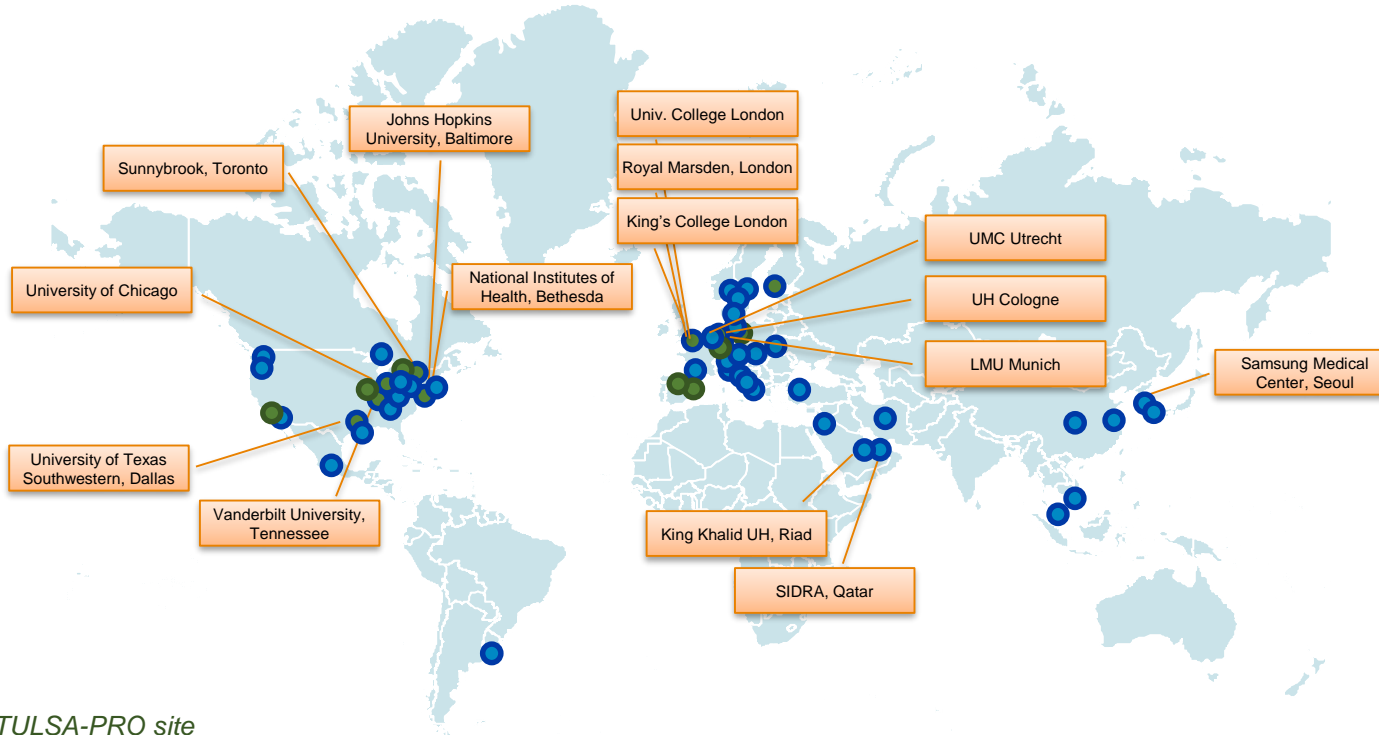 Johns Hopkins
University, Baltimore
Univ. College London
Sunnybrook, Toronto
Royal Marsden, London
King's College London
UMC Utrecht
National Institutes of
Health, Bethesda
University of Chicago
UH Cologne
LMU Munich
Samsung Medical
Center, Seoul
University of Texas
Southwestern, Dallas
Vanderbilt University,
Tennessee
King Khalid UH, Riad
SIDRA, Qatar
TULSA-PRO site